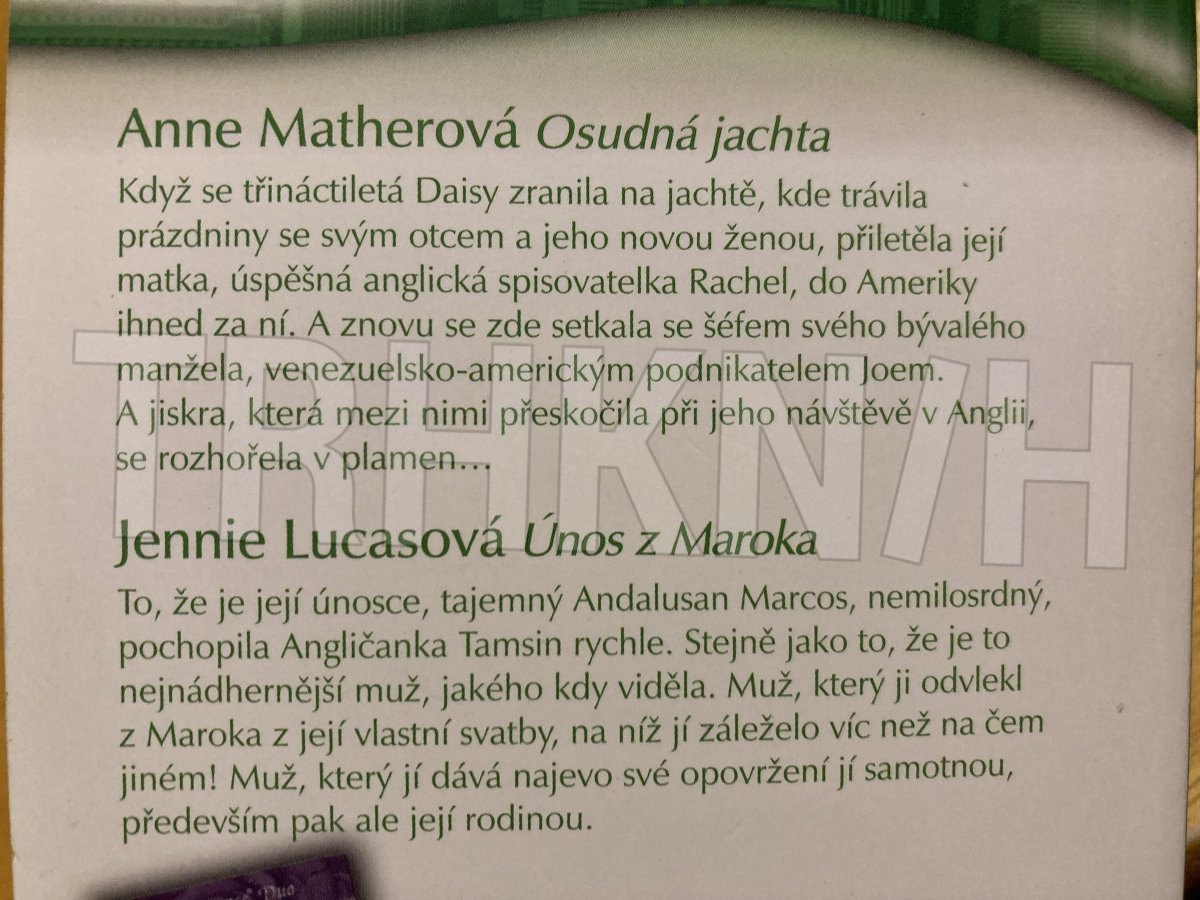 Anne Matherová Osudná jachta
Když se třináctiletá Daisy zranila na jachtě, kde trávila
prázdniny se svým otcem a jeho novou ženou, přiletěla její
matka, úspěšná anglická spisovatelka Rachel, do Ameriky
ihned za ní. A znovu se zde setkala se šéfem svého bývalého
manžela, venezuelsko-americkým podnikatelem Joem.
A jiskra, která mezi nimi přeskočila při jeho návštěvě v Anglii,
se rozhořela v plamen...
TRHKNIH
Jennie Lucasová Únos z Maroka
To, že je její únosce, tajemný Andalusan Marcos, nemilosrdný,
pochopila Angličanka Tamsin rychle. Stejně jako to, že je to
nejnádhernější muž, jakého kdy viděla. Muž, který ji odvlekl
z Maroka z její vlastní svatby, na níž jí záleželo víc než na čem
jiném! Muž, který jí dává najevo své opovržení jí samotnou,
především pak ale její rodinou.
Duo